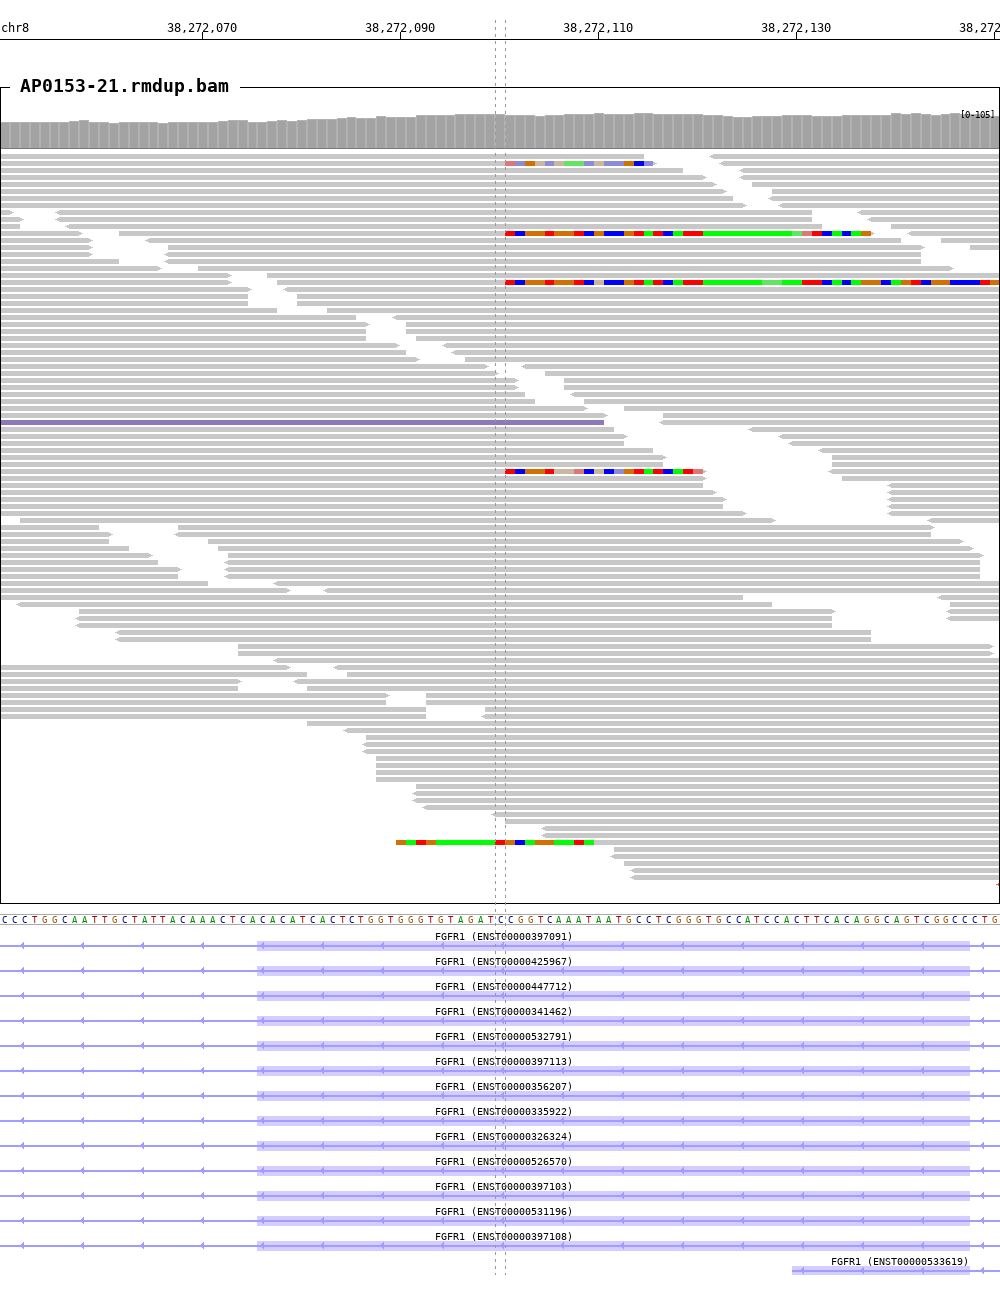 chr8 38,272,070 38,272,090 38,272,110 38,272,130 38,272
AP0153-21.rmdup.bam
[0-105]
CCCTGGCAATTGCTATTACAAACTCACACATCACTCTGGTGGGTGTAGATCCGGTCAAATAATGCCTCGGGTGCCATCCACTTCACAGGCAGTCGGCCCTG
FGFR1 (ENST00000397091)
FGFR1 (ENST00000425967)
FGFR1 (ENST00000447712)
FGFR1 (ENST00000341462)
FGFR1 (ENST00000532791)
FGFR1 (ENST00000397113)
FGFR1 (ENST00000356207)
FGFR1 (ENST00000335922)
FGFR1 (ENST00000326324)
FGFR1 (ENST00000526570)
FGFR1 (ENST00000397103)
FGFR1 (ENST00000531196)
FGFR1 (ENST00000397108)
FGFR1 (ENST00000533619)